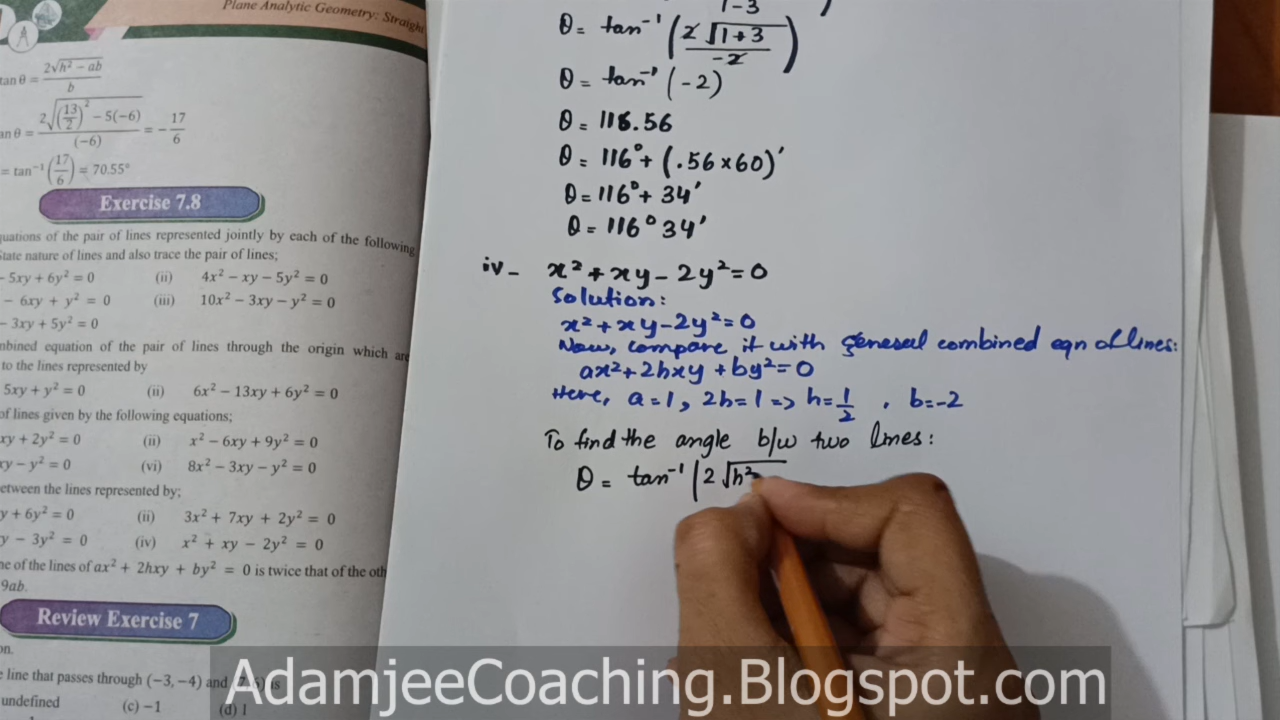 Plane Analytic Geometry: Straight
tan θ = 2√(h² − ab) / b
an θ = 2√((13/2)² − 5(−6)) / (−6) = − 17/6
= tan⁻¹ (17/6) = 70.55°
Exercise 7.8
quations of the pair of lines represented jointly by each of the following
State nature of lines and also trace the pair of lines;
− 5xy + 6y² = 0 (ii) 4x² − xy − 5y² = 0
− 6xy + y² = 0 (iii) 10x² − 3xy − y² = 0
− 3xy + 5y² = 0
mbined equation of the pair of lines through the origin which are
to the lines represented by
5xy + y² = 0 (ii) 6x² − 13xy + 6y² = 0
of lines given by the following equations;
xy + 2y² = 0 (ii) x² − 6xy + 9y² = 0
xy − y² = 0 (vi) 8x² − 3xy − y² = 0
etween the lines represented by;
y + 6y² = 0 (ii) 3x² + 7xy + 2y² = 0
y − 3y² = 0 (iv) x² + xy − 2y² = 0
ne of the lines of ax² + 2hxy + by² = 0 is twice that of the oth
9ab.
Review Exercise 7
on.
line that passes through (−3, −4) and
undefined (c) −1 (d) 1
1−3
θ = tan⁻¹ (2√(1+3) / −2)
θ = tan⁻¹ (−2)
θ = 116.56
θ = 116° + (.56×60)′
θ = 116° + 34′
θ = 116° 34′
iv- x² + xy − 2y² = 0
Solution:
x² + xy − 2y² = 0
Now, compare it with general combined eqn of lines:
ax² + 2hxy + by² = 0
Here, a = 1, 2h = 1 => h = 1/2 , b = −2
To find the angle b/w two lines:
θ = tan⁻¹ (2√h²
AdamjeeCoaching.Blogspot.com